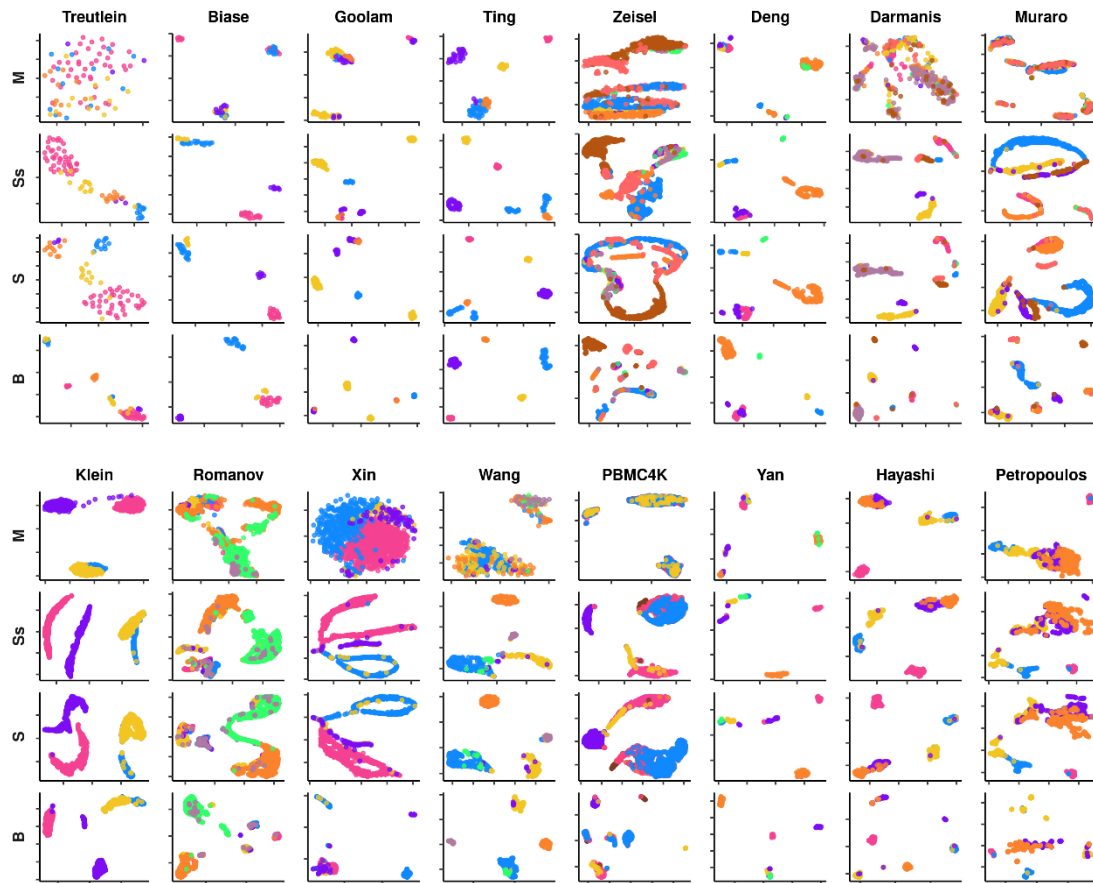 Treutlein Biase Goolam Ting Zeisel Deng Darmanis Muraro
M
Ss
S
B
Klein Romanov Xin Wang PBMC4K Yan Hayashi Petropoulos
M
Ss
S
B